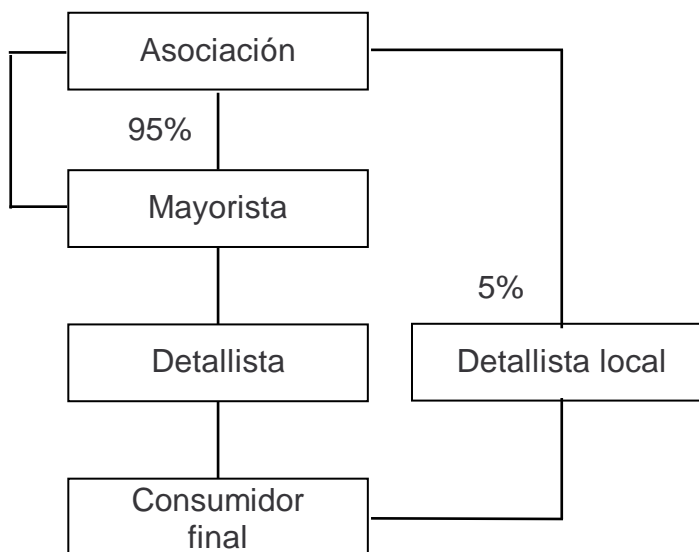 Asociación
95%
Mayorista
5%
Detallista
Detallista local
Consumidor
final